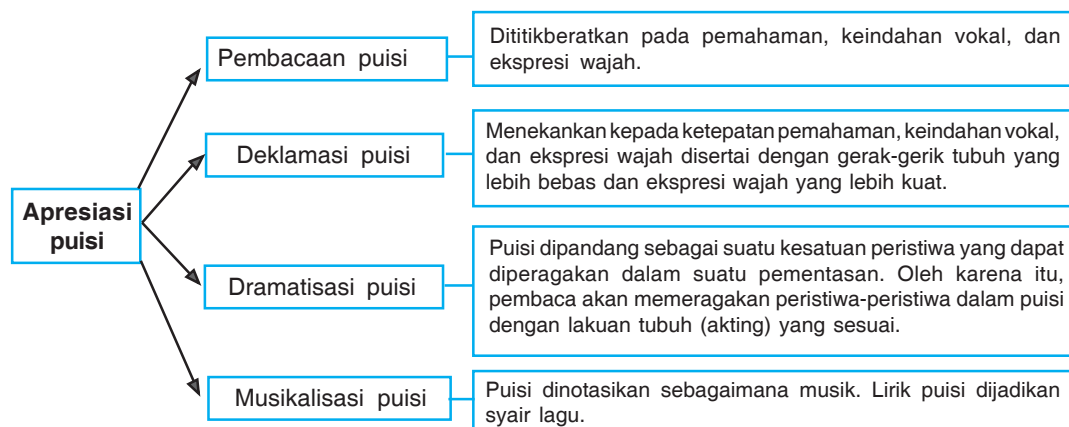 Apresiasi
puisi
Pembacaan puisi
Dititikberatkan pada pemahaman, keindahan vokal, dan
ekspresi wajah.
Deklamasi puisi
Menekankan kepada ketepatan pemahaman, keindahan vokal,
dan ekspresi wajah disertai dengan gerak-gerik tubuh yang
lebih bebas dan ekspresi wajah yang lebih kuat.
Dramatisasi puisi
Puisi dipandang sebagai suatu kesatuan peristiwa yang dapat
diperagakan dalam suatu pementasan. Oleh karena itu,
pembaca akan memeragakan peristiwa-peristiwa dalam puisi
dengan lakuan tubuh (akting) yang sesuai.
Musikalisasi puisi
Puisi dinotasikan sebagaimana musik. Lirik puisi dijadikan
syair lagu.